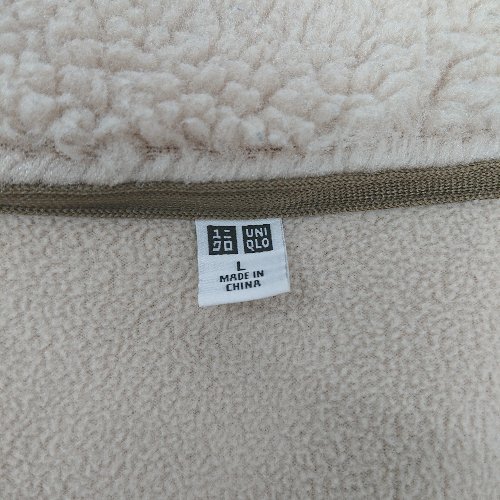 ユニ UNI
クロ QLO
L
MADE IN
CHINA